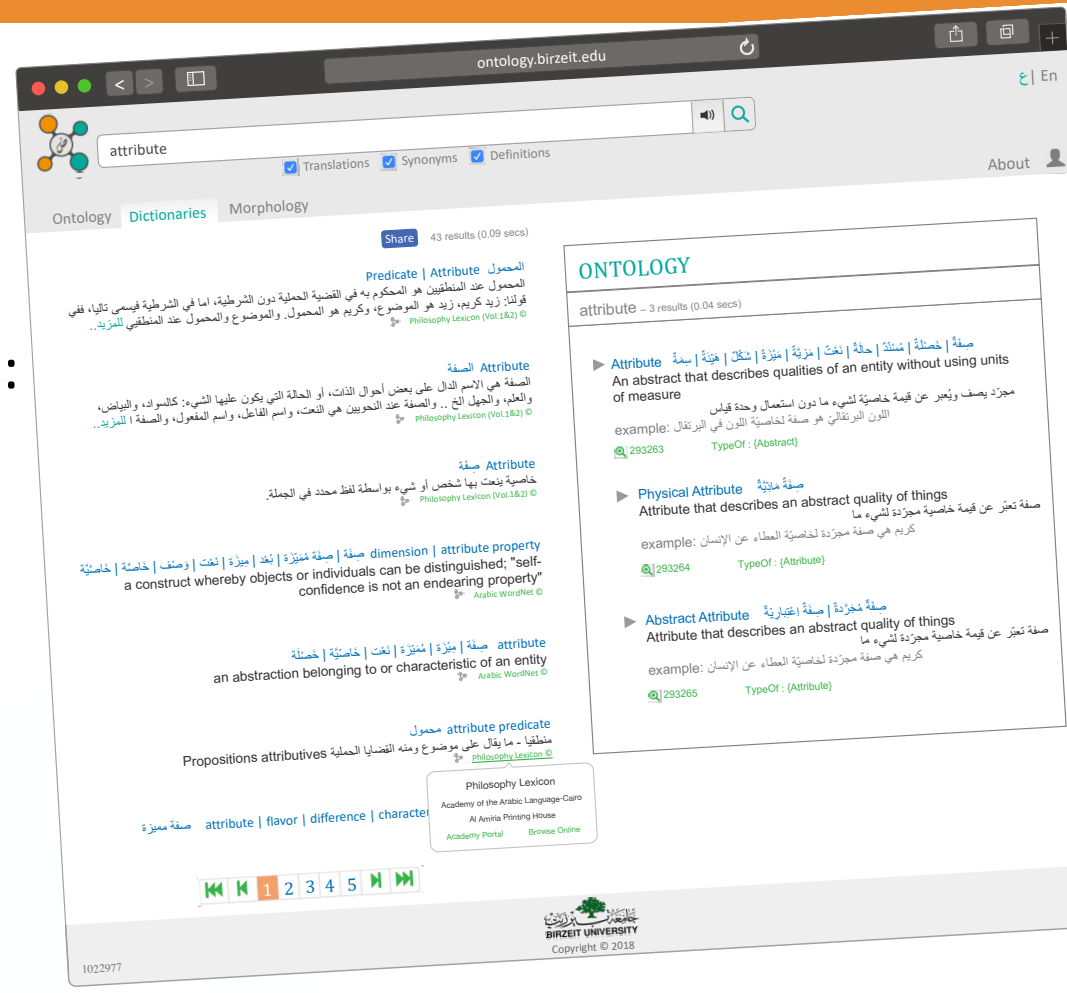 ontology.birzeit.edu
ع | En
attribute
Translations Synonyms Definitions
About
Ontology Dictionaries Morphology
Share 43 results (0.09 secs)
المحمول Predicate | Attribute
المحمول عند المنطقيين هو المحكوم به في القضية الحملية دون الشرطية، اما في الشرطية فيسمى تاليا، ففي
قولنا: زيد كريم، زيد هو الموضوع، وكريم هو المحمول. والموضوع والمحمول عند المنطقيي للمزيد..
Philosophy Lexicon (Vol.1&2) ©
الصفة Attribute
الصفة هي الاسم الدال على بعض أحوال الذات، أو الحالة التي يكون عليها الشيء: كالسواد، والبياض،
والعلم، والجهل الخ .. والصفة عند النحويين هي النعت، واسم الفاعل، واسم المفعول، والصفة ا للمزيد..
Philosophy Lexicon (Vol.1&2) ©
صِفَة Attribute
خاصية ينعت بها شخص أو شيء بواسطة لفظ محدد في الجملة.
Philosophy Lexicon (Vol.1&2) ©
صِفَة | صِفَة مُمَيّزَة | بُعْد | مِيزَة | نَعْت | وَصْف | خَاصَّة | خَاصِّيَّة dimension | attribute property
a construct whereby objects or individuals can be distinguished; "self-
confidence is not an endearing property"
Arabic WordNet ©
صِفَة | مِيْزَة | مُمَيِّزَة | نَعْت | خَاصِّيَّة | خَصْلَة attribute
an abstraction belonging to or characteristic of an entity
Arabic WordNet ©
محمول attribute predicate
منطقيا - ما يقال على موضوع ومنه القضايا الحملية Propositions attributives
Philosophy Lexicon ©
Philosophy Lexicon
Academy of the Arabic Language-Cairo
Al Amiria Printing House
Academy Portal Browse Online
صفة مميزة attribute | flavor | difference | character
1 2 3 4 5
ONTOLOGY
attribute – 3 results (0.04 secs)
Attribute صِفَةٌ | خَصْلَةٌ | مُسْنَدٌ | حالَةٌ | نَعْتٌ | مَزِيَّةٌ | مَيْزَةٌ | شَكْلٌ | هَيْئَةٌ | سِمَةٌ
An abstract that describes qualities of an entity without using units
of measure
مجرّد يصف ويُعبر عن قيمة خاصيّة لشيء ما دون استعمال وحدة قياس
اللون البرتقاليّ هو صفة لخاصيّة اللون في البرتقال :example
293263 TypeOf : {Abstract}
Physical Attribute صِفَةٌ مَادِّيَّةٌ
Attribute that describes an abstract quality of things
صفة تعبّر عن قيمة خاصية مجرّدة لشيء ما
كريم هي صفة مجرّدة لخاصيّة العطاء عن الإنسان :example
293264 TypeOf : {Attribute}
Abstract Attribute صِفَةٌ مُجَرَّدةٌ | صِفَةٌ اِعْتِبَارِيَّةٌ
Attribute that describes an abstract quality of things
صفة تعبّر عن قيمة خاصية مجرّدة لشيء ما
كريم هي صفة مجرّدة لخاصيّة العطاء عن الإنسان :example
293265 TypeOf : {Attribute}
BIRZEIT UNIVERSITY
Copyright © 2018
1022977